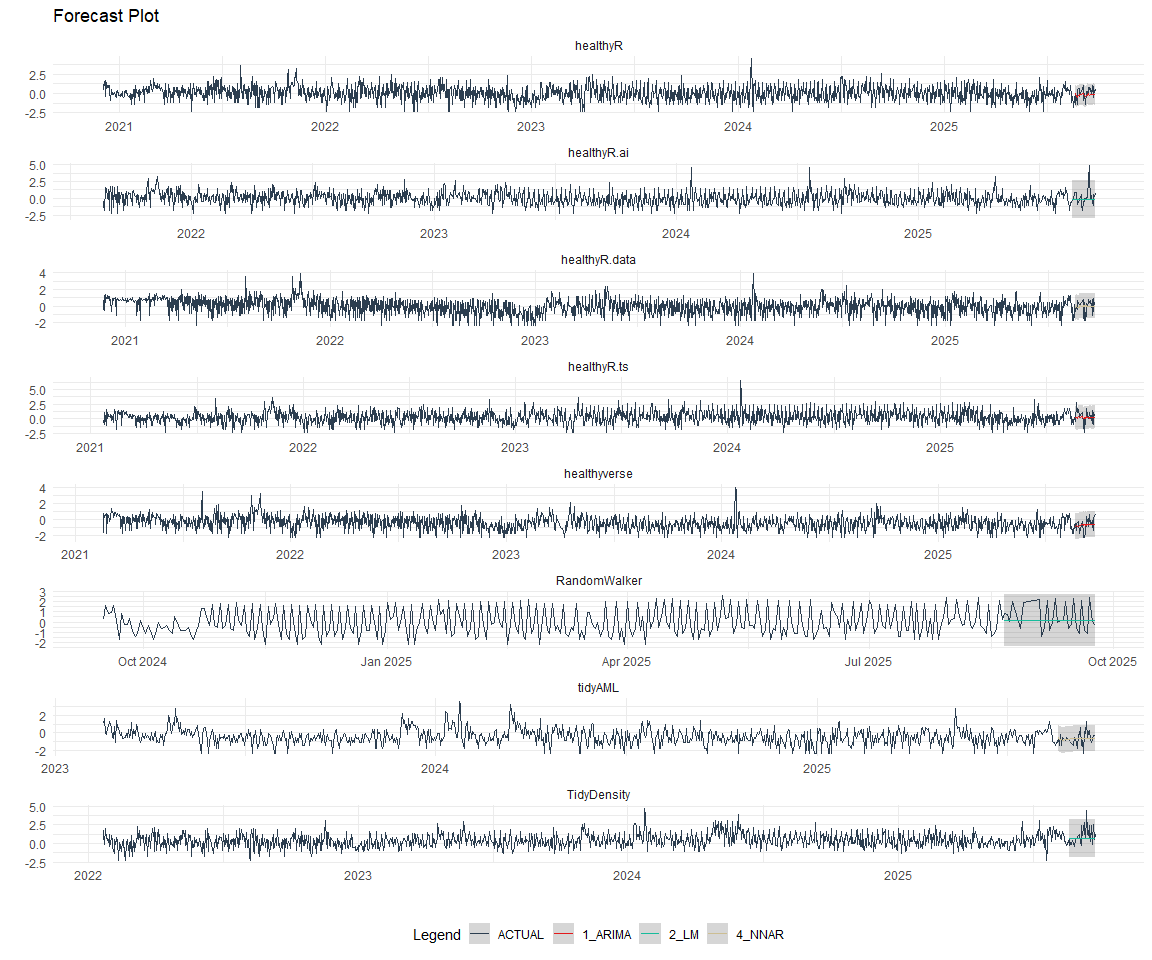 Forecast Plot
healthyR
2.5
0.0
-2.5
2021 2022 2023 2024 2025
healthyR.ai
5.0
2.5
0.0
-2.5
2022 2023 2024 2025
healthyR.data
4
2
0
-2
2021 2022 2023 2024 2025
healthyR.ts
5.0
2.5
0.0
-2.5
2021 2022 2023 2024 2025
healthyverse
4
2
0
-2
2021 2022 2023 2024 2025
RandomWalker
3
2
1
0
-1
-2
Oct 2024 Jan 2025 Apr 2025 Jul 2025 Oct 2025
tidyAML
2
0
-2
2023 2024 2025
TidyDensity
5.0
2.5
0.0
-2.5
2022 2023 2024 2025
Legend ACTUAL 1_ARIMA 2_LM 4_NNAR